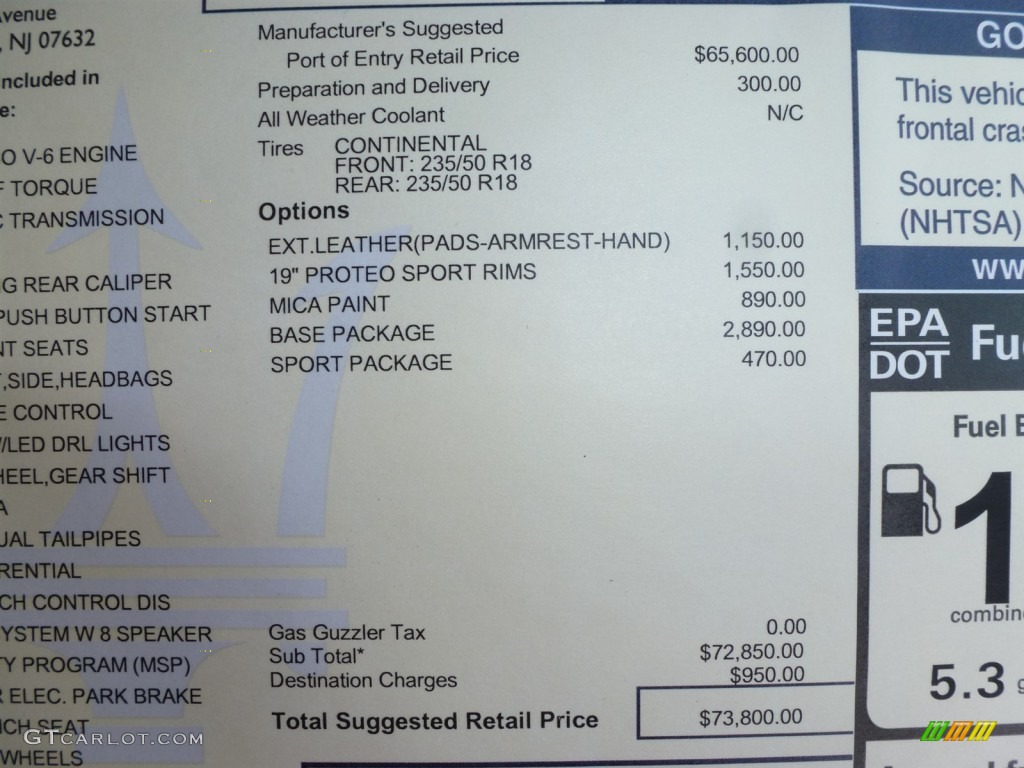 Avenue
, NJ 07632
included in
e:
O V-6 ENGINE
F TORQUE
C TRANSMISSION
G REAR CALIPER
PUSH BUTTON START
NT SEATS
T,SIDE,HEADBAGS
E CONTROL
/LED DRL LIGHTS
HEEL,GEAR SHIFT
A
UAL TAILPIPES
RENTIAL
CH CONTROL DIS
SYSTEM W 8 SPEAKER
TY PROGRAM (MSP)
R ELEC. PARK BRAKE
NCH SEAT
WHEELS
Manufacturer's Suggested
Port of Entry Retail Price $65,600.00
Preparation and Delivery 300.00
All Weather Coolant N/C
Tires CONTINENTAL
FRONT: 235/50 R18
REAR: 235/50 R18
Options
EXT.LEATHER(PADS-ARMREST-HAND) 1,150.00
19" PROTEO SPORT RIMS 1,550.00
MICA PAINT 890.00
BASE PACKAGE 2,890.00
SPORT PACKAGE 470.00
Gas Guzzler Tax 0.00
Sub Total* $72,850.00
Destination Charges $950.00
Total Suggested Retail Price $73,800.00
GO
This vehic
frontal cras
Source: N
(NHTSA)
ww
EPA
DOT
Fu
Fuel E
1
combin
5.3 g
GTCARLOT.COM